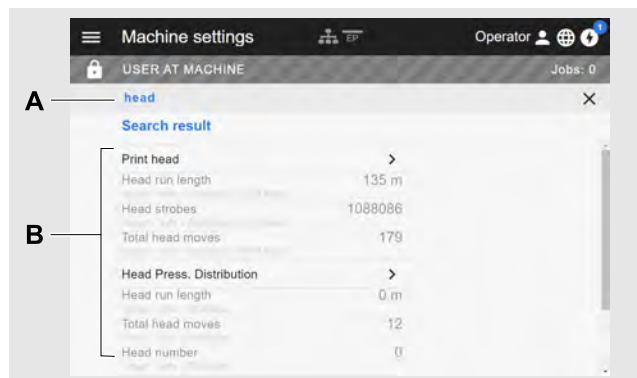 Machine settings EP Operator 1
USER AT MACHINE Jobs: 0
A head
Search result
B
Print head
Head run length 135 m
Head strobes 1088086
Total head moves 179
Head Press. Distribution
Head run length 0 m
Total head moves 12
Head number 0